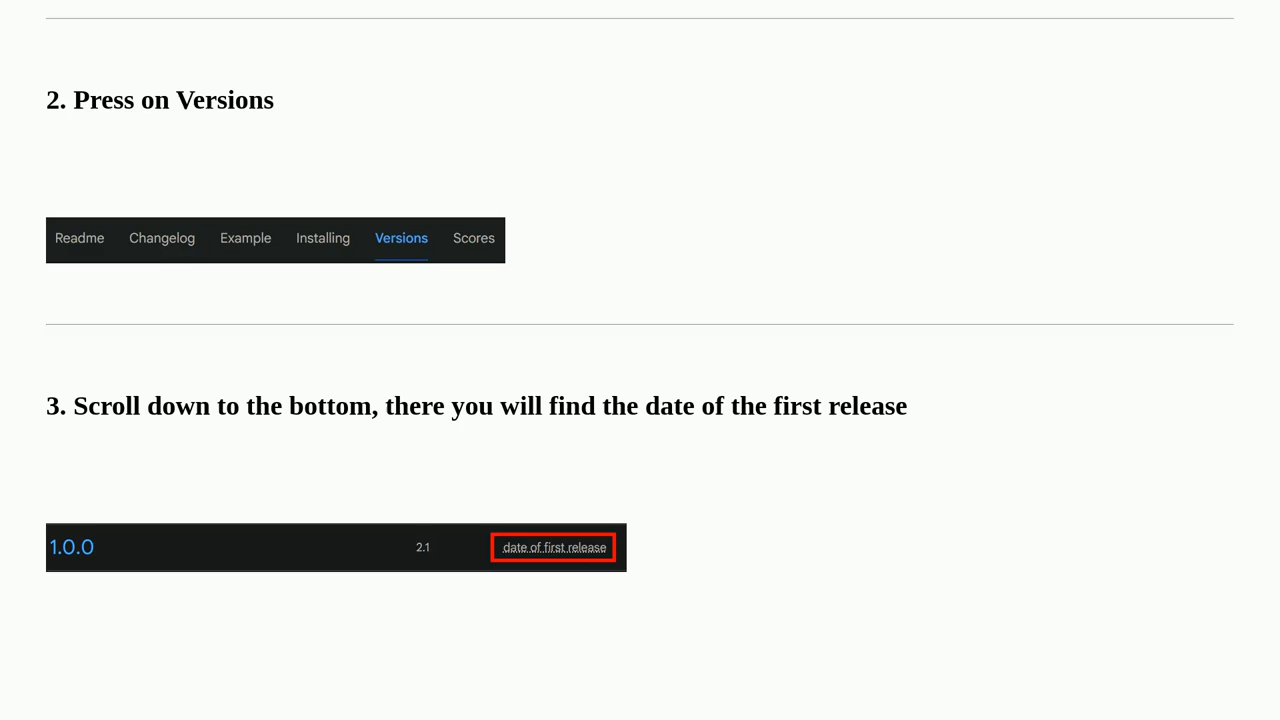 2. Press on Versions
Readme Changelog Example Installing Versions Scores
3. Scroll down to the bottom, there you will find the date of the first release
1.0.0 2.1 date of first release